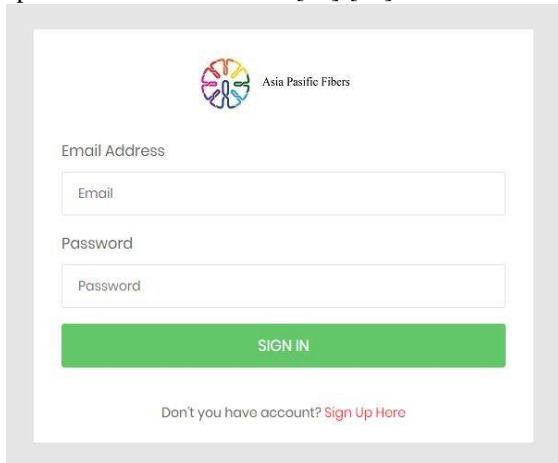 Asia Pasific Fibers
Email Address
Email
Password
Password
SIGN IN
Don't you have account? Sign Up Here